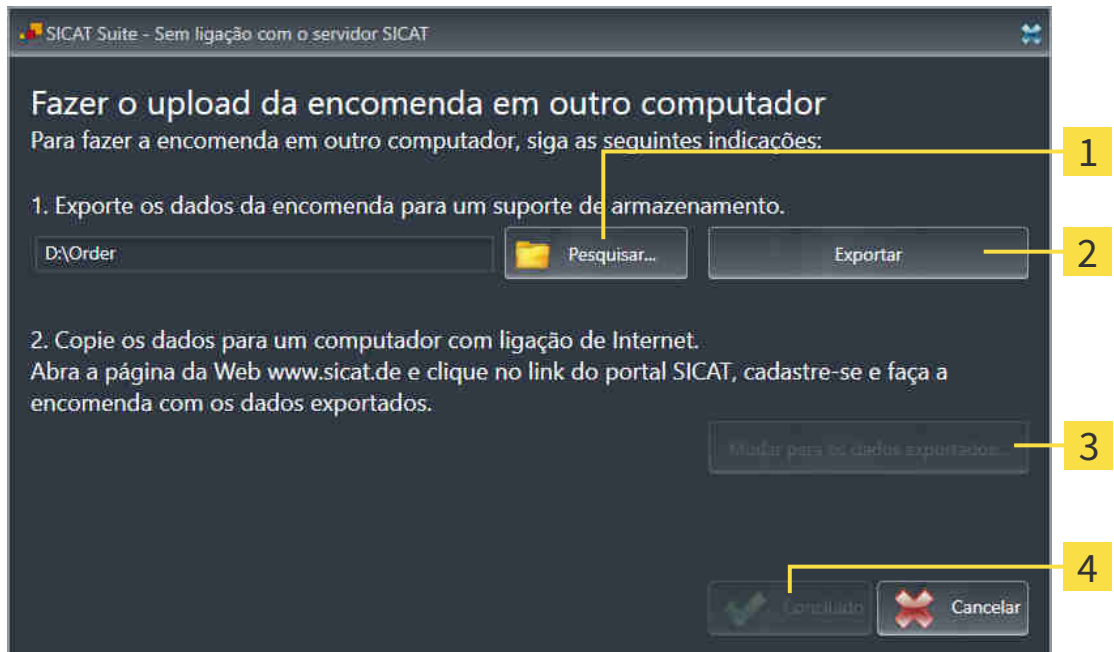 SICAT Suite - Sem ligação com o servidor SICAT
Fazer o upload da encomenda em outro computador
Para fazer a encomenda em outro computador, siga as seguintes indicações:
1
1. Exporte os dados da encomenda para um suporte de armazenamento.
D:\Order
Pesquisar...
Exportar
2
2. Copie os dados para um computador com ligação de Internet.
Abra a página da Web www.sicat.de e clique no link do portal SICAT, cadastre-se e faça a
encomenda com os dados exportados.
Mudar para os dados exportados...
3
4
Concluído
Cancelar